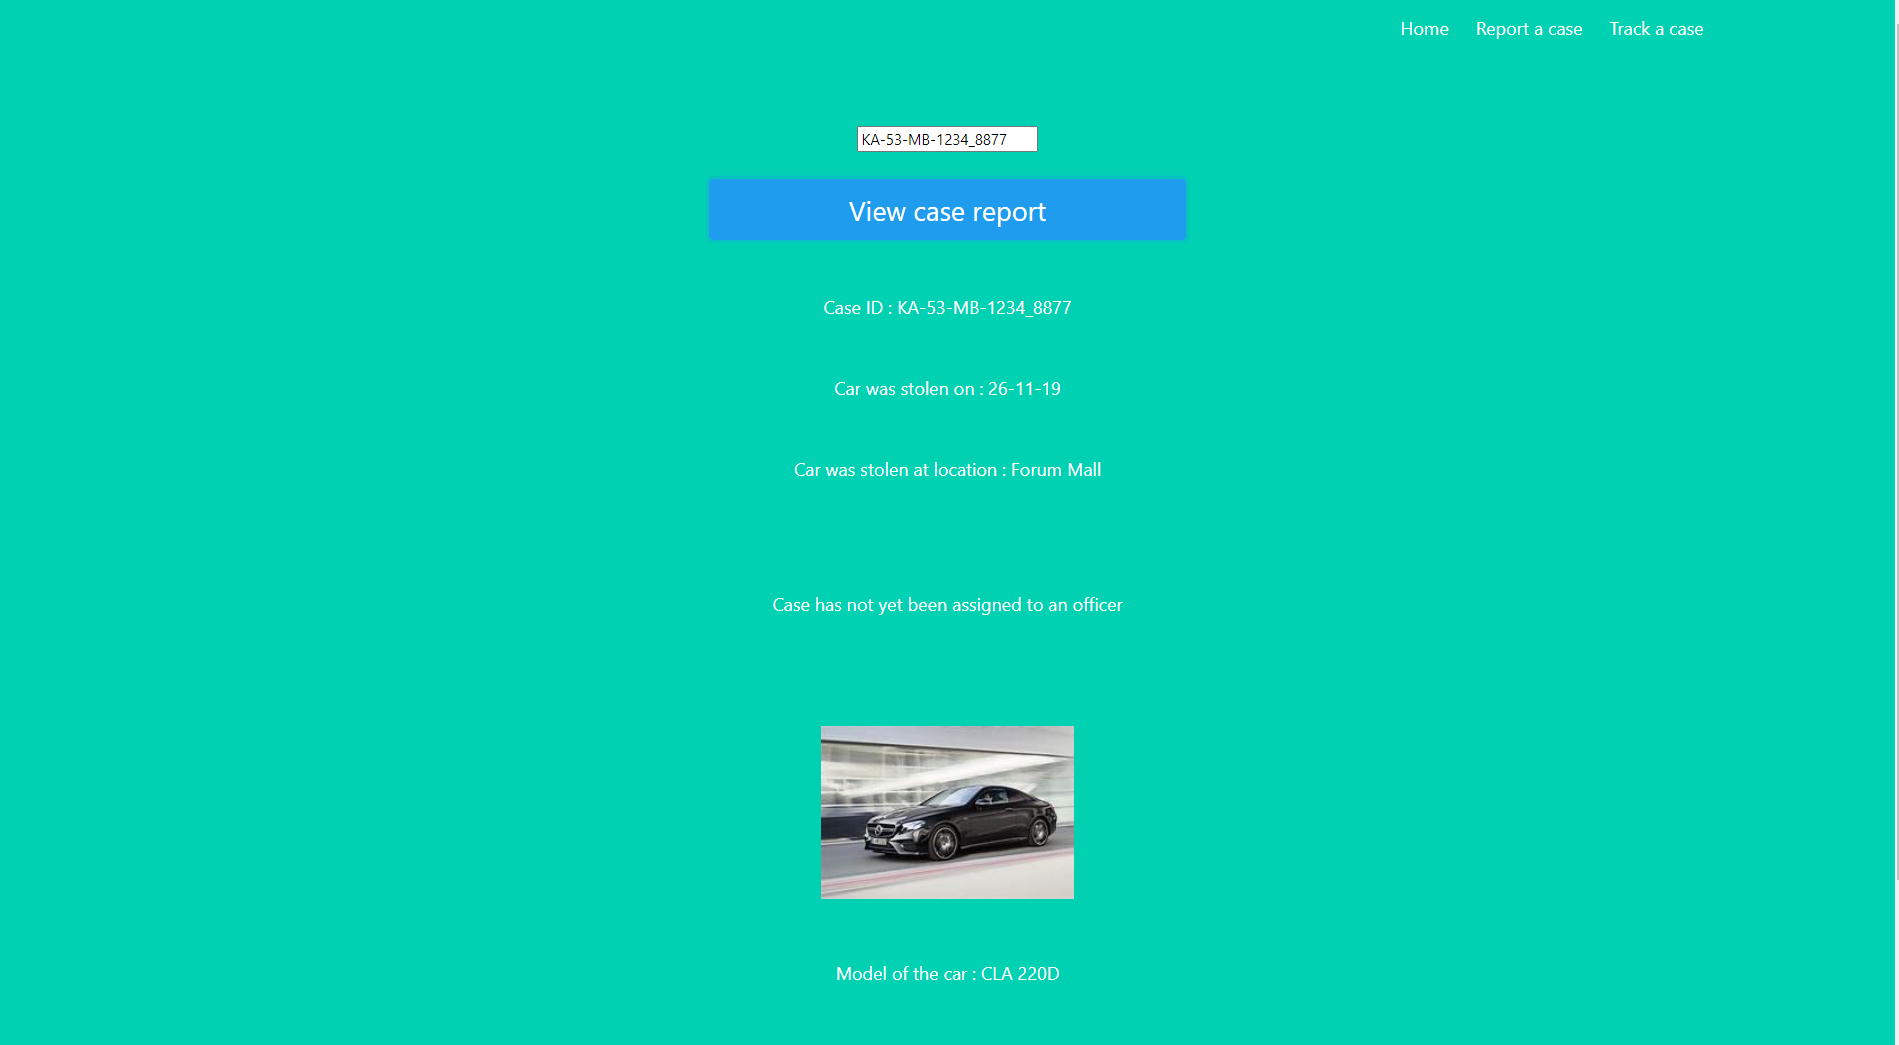 Home Report a case Track a case
KA-53-MB-1234_8877
View case report
Case ID : KA-53-MB-1234_8877
Car was stolen on : 26-11-19
Car was stolen at location : Forum Mall
Case has not yet been assigned to an officer
Model of the car : CLA 220D